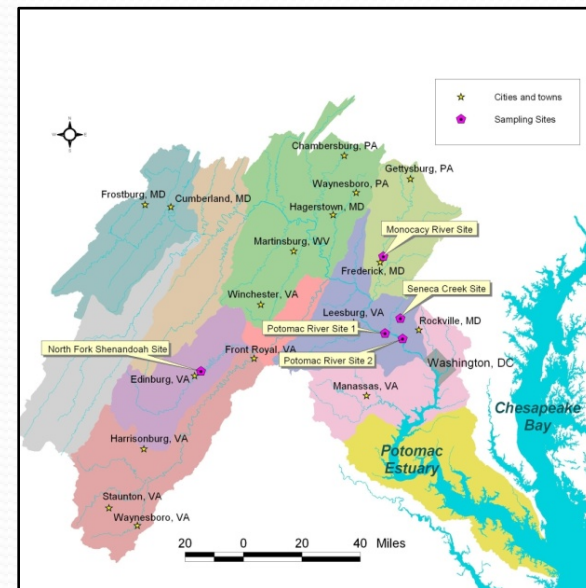 Cities and towns
Sampling Sites
Chambersburg, PA
Gettysburg, PA
Waynesboro, PA
Frostburg, MD
Cumberland, MD
Hagerstown, MD
Monocacy River Site
Martinsburg, WV
Frederick, MD
Seneca Creek Site
Winchester, VA
Leesburg, VA
Rockville, MD
Potomac River Site 1
North Fork Shenandoah Site
Front Royal, VA
Potomac River Site 2
Washington, DC
Edinburg, VA
Manassas, VA
Chesapeake
Bay
Harrisonburg, VA
Potomac
Estuary
Staunton, VA
Waynesboro, VA
20 0 20 40 Miles